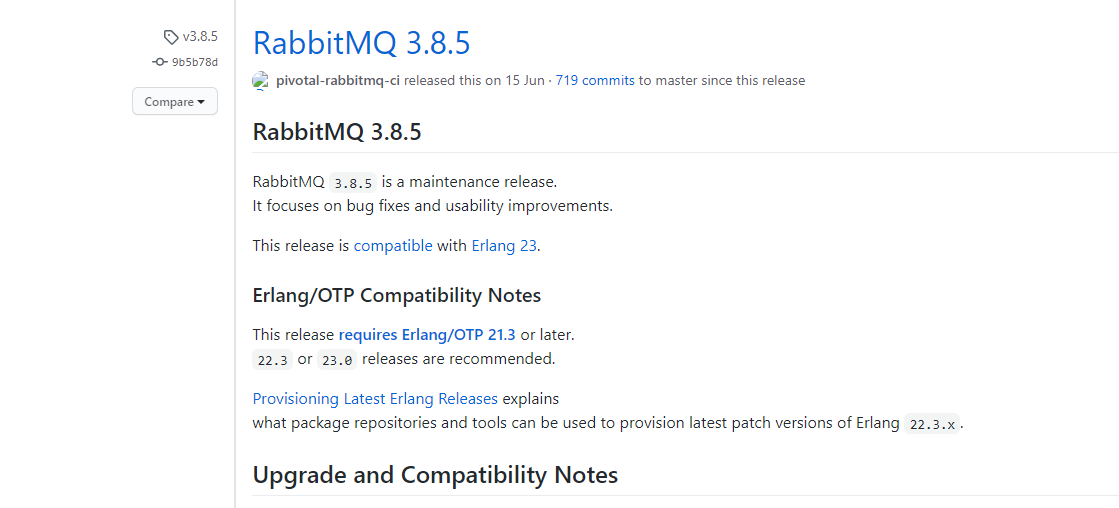 v3.8.5
9b5b78d
Compare
RabbitMQ 3.8.5
pivotal-rabbitmq-ci released this on 15 Jun · 719 commits to master since this release
RabbitMQ 3.8.5
RabbitMQ 3.8.5 is a maintenance release.
It focuses on bug fixes and usability improvements.
This release is compatible with Erlang 23.
Erlang/OTP Compatibility Notes
This release requires Erlang/OTP 21.3 or later.
22.3 or 23.0 releases are recommended.
Provisioning Latest Erlang Releases explains
what package repositories and tools can be used to provision latest patch versions of Erlang 22.3.x.
Upgrade and Compatibility Notes